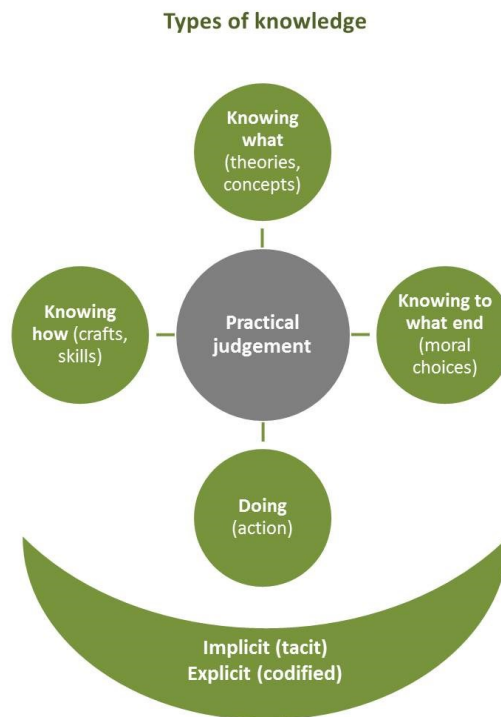 Types of knowledge
Knowing
what
(theories,
concepts)
Knowing
how (crafts,
skills)
Practical
judgement
Knowing to
what end
(moral
choices)
Doing
(action)
Implicit (tacit)
Explicit (codified)